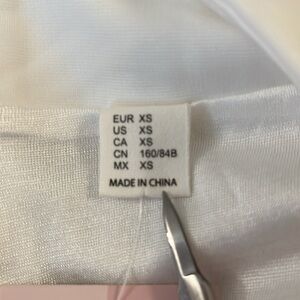 EUR XS
US XS
CA XS
CN 160/84B
MX XS
MADE IN CHINA